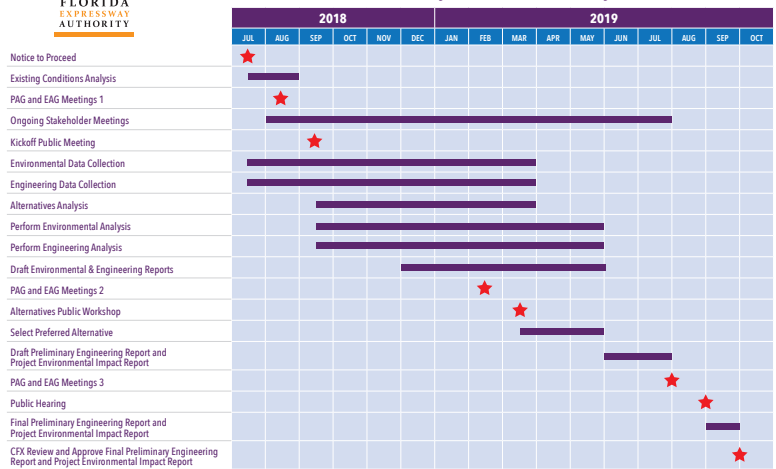 FLORIDA
EXPRESSWAY
AUTHORITY
2018 2019
JUL AUG SEP OCT NOV DEC JAN FEB MAR APR MAY JUN JUL AUG SEP OCT
Notice to Proceed
Existing Conditions Analysis
PAG and EAG Meetings 1
Ongoing Stakeholder Meetings
Kickoff Public Meeting
Environmental Data Collection
Engineering Data Collection
Alternatives Analysis
Perform Environmental Analysis
Perform Engineering Analysis
Draft Environmental & Engineering Reports
PAG and EAG Meetings 2
Alternatives Public Workshop
Select Preferred Alternative
Draft Preliminary Engineering Report and
Project Environmental Impact Report
PAG and EAG Meetings 3
Public Hearing
Final Preliminary Engineering Report and
Project Environmental Impact Report
CFX Review and Approve Final Preliminary Engineering
Report and Project Environmental Impact Report